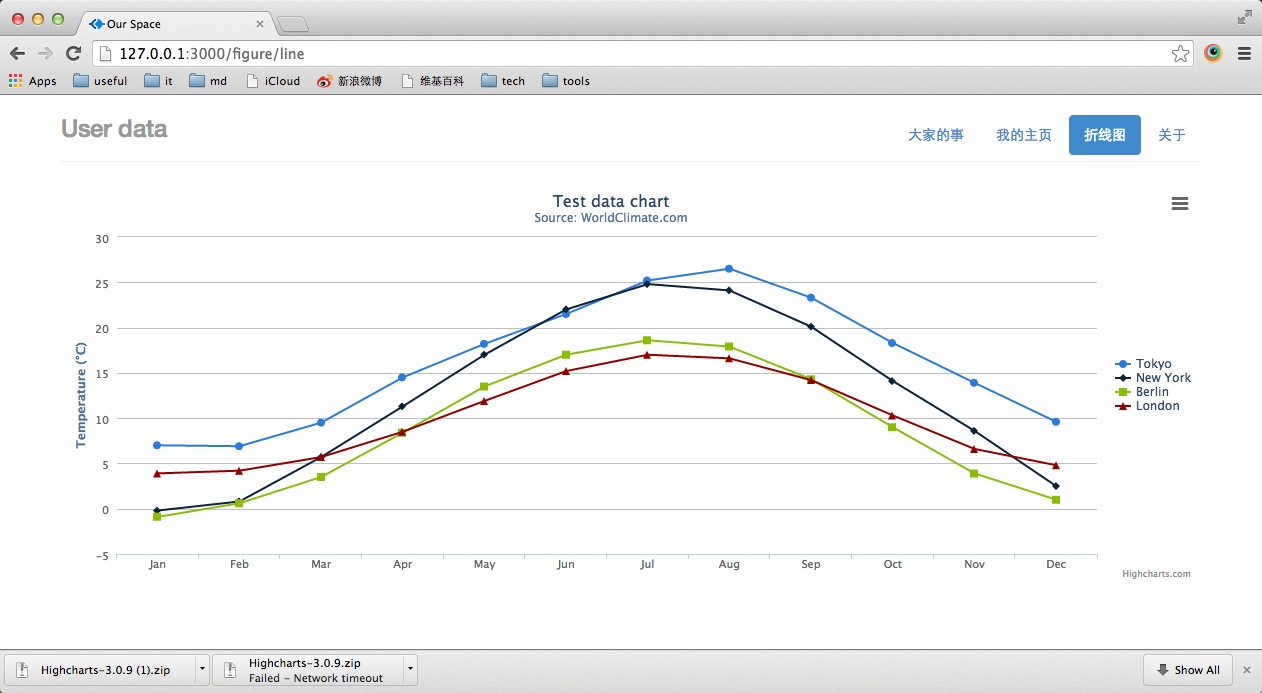 Our Space
127.0.0.1:3000/figure/line
Apps useful it md iCloud 新浪微博 维基百科 tech tools
User data
大家的事 我的主页 折线图 关于
Test data chart
Source: WorldClimate.com
Temperature (°C)
30
25
20
15
10
5
0
−5
Jan Feb Mar Apr May Jun Jul Aug Sep Oct Nov Dec
Tokyo
New York
Berlin
London
Highcharts.com
Highcharts-3.0.9 (1).zip
Highcharts-3.0.9.zip
Failed - Network timeout
Show All